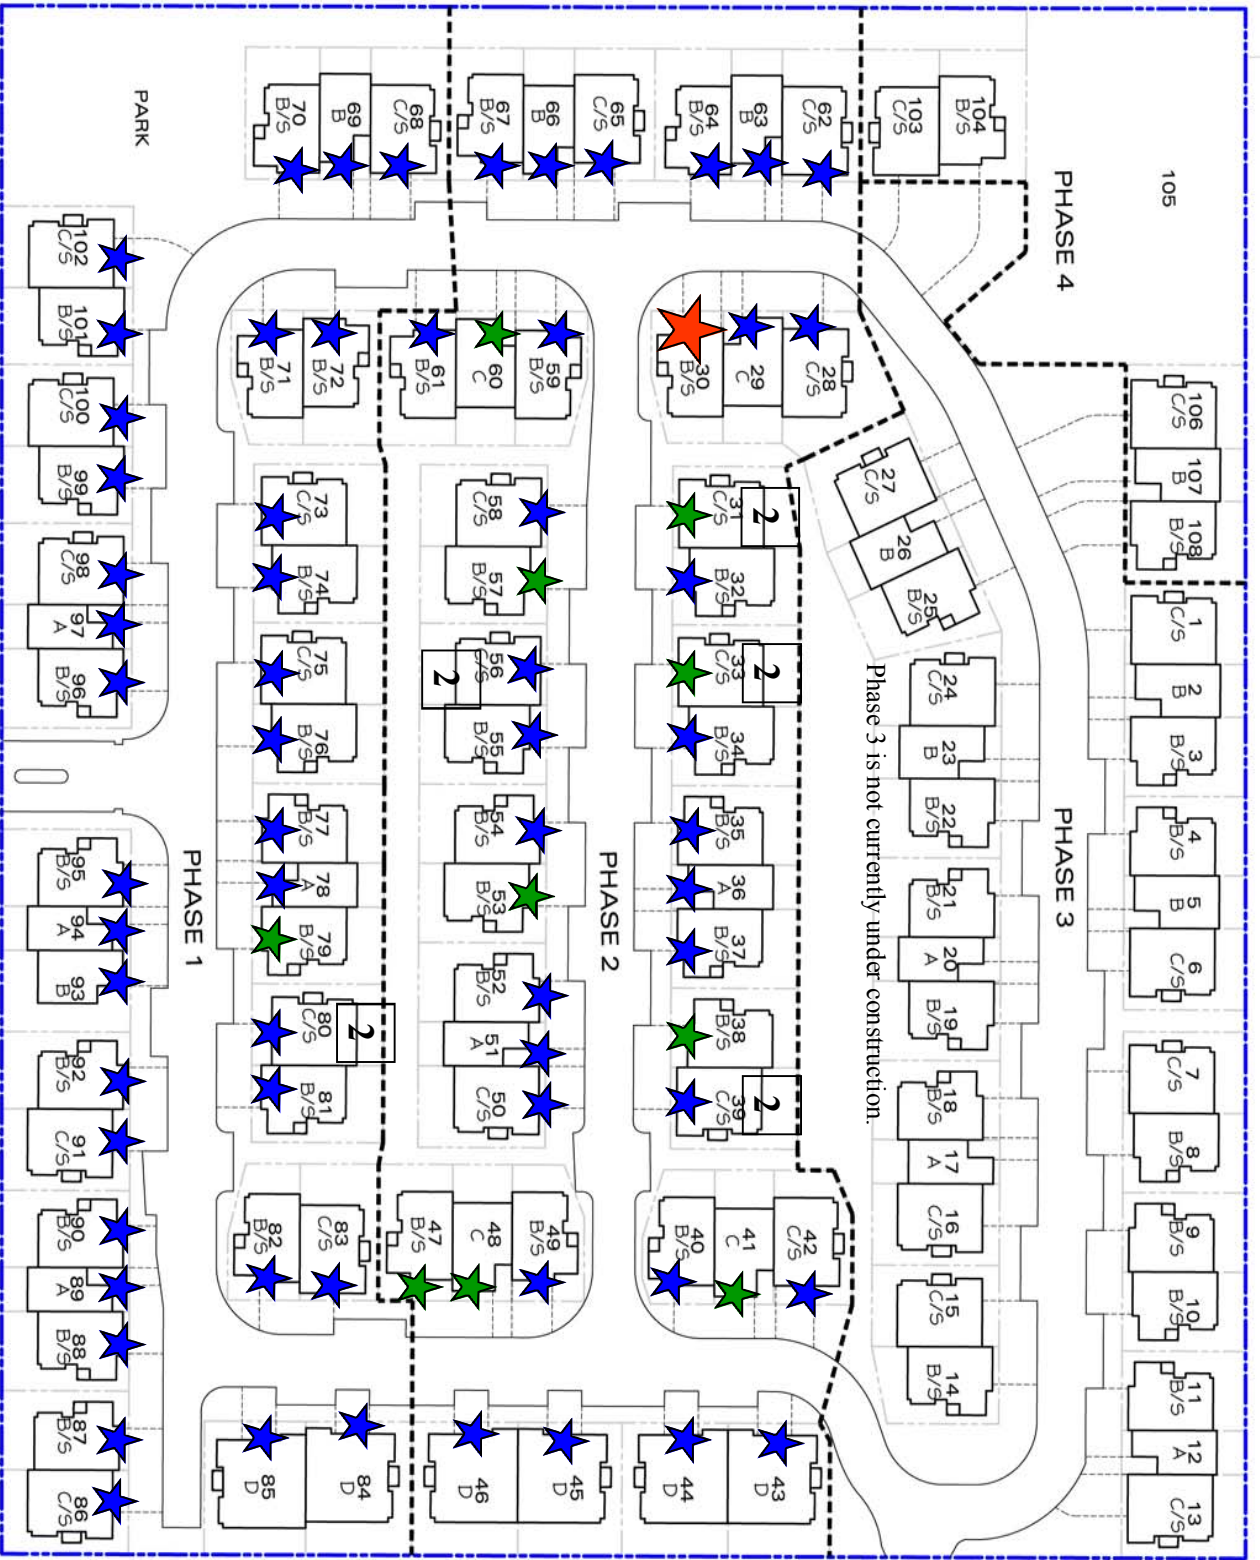 PARK
70
B/S
69
B
68
C/S
67
B/S
66
B
65
C/S
64
B/S
63
B
62
C/S
103
C/S
104
B/S
105
PHASE 4
102
C/S
101
B/S
100
C/S
99
B/S
98
C/S
97
A
96
B/S
95
B/S
94
A
93
B
92
B/S
91
C/S
90
B/S
89
A
88
B/S
87
B/S
86
C/S
PHASE 1
71
B/S
72
B/S
73
C/S
74
B/S
75
C/S
76
B/S
77
B/S
78
A
79
B/S
80
C/S
2
81
B/S
82
B/S
83
C/S
85
D
84
D
61
B/S
60
C
59
B/S
58
C/S
57
B/S
56
C/S
2
55
B/S
54
B/S
53
B/S
52
B/S
51
A
50
C/S
47
B/S
48
C
49
B/S
46
D
45
D
PHASE 2
30
B/S
29
C
28
C/S
31
C/S
2
32
B/S
33
C/S
2
34
B/S
35
B/S
36
A
37
B/S
38
B/S
39
C/S
2
40
B/S
41
C
42
C/S
44
D
43
D
Phase 3 is not currently under construction.
27
C/S
26
B
25
B/S
24
C/S
23
B
22
B/S
21
B/S
20
A
19
B/S
18
B/S
17
A
16
C/S
15
C/S
14
B/S
PHASE 3
106
C/S
107
B
108
B/S
1
C/S
2
B
3
B/S
4
B/S
5
B
6
C/S
7
C/S
8
B/S
9
B/S
10
B/S
11
B/S
12
A
13
C/S